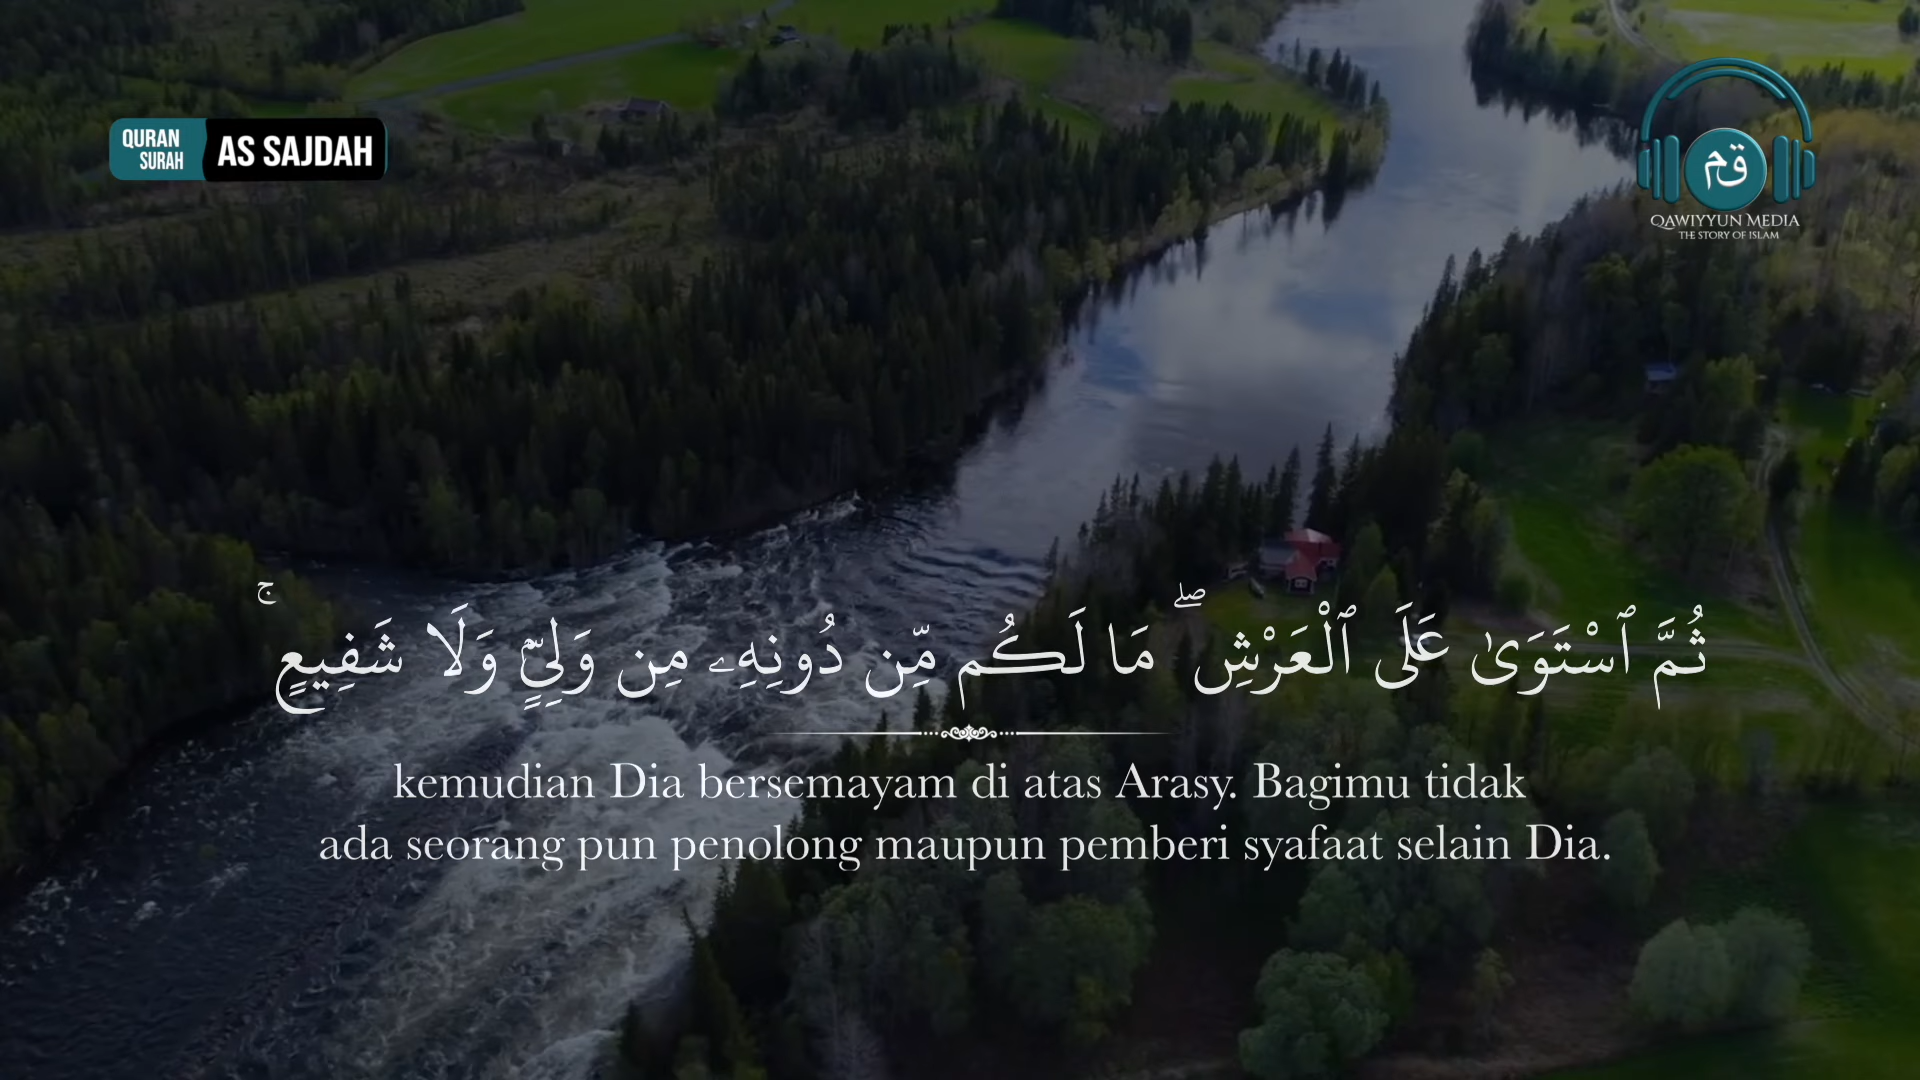 QURAN
SURAH
AS SAJDAH
قم
QAWIYYUN MEDIA
THE STORY OF ISLAM
ثُمَّ ٱسْتَوَىٰ عَلَى ٱلْعَرْشِ ۖ مَا لَكُم مِّن دُونِهِۦ مِن وَلِىٍّ وَلَا شَفِيعٍ ۚ
kemudian Dia bersemayam di atas Arasy. Bagimu tidak
ada seorang pun penolong maupun pemberi syafaat selain Dia.